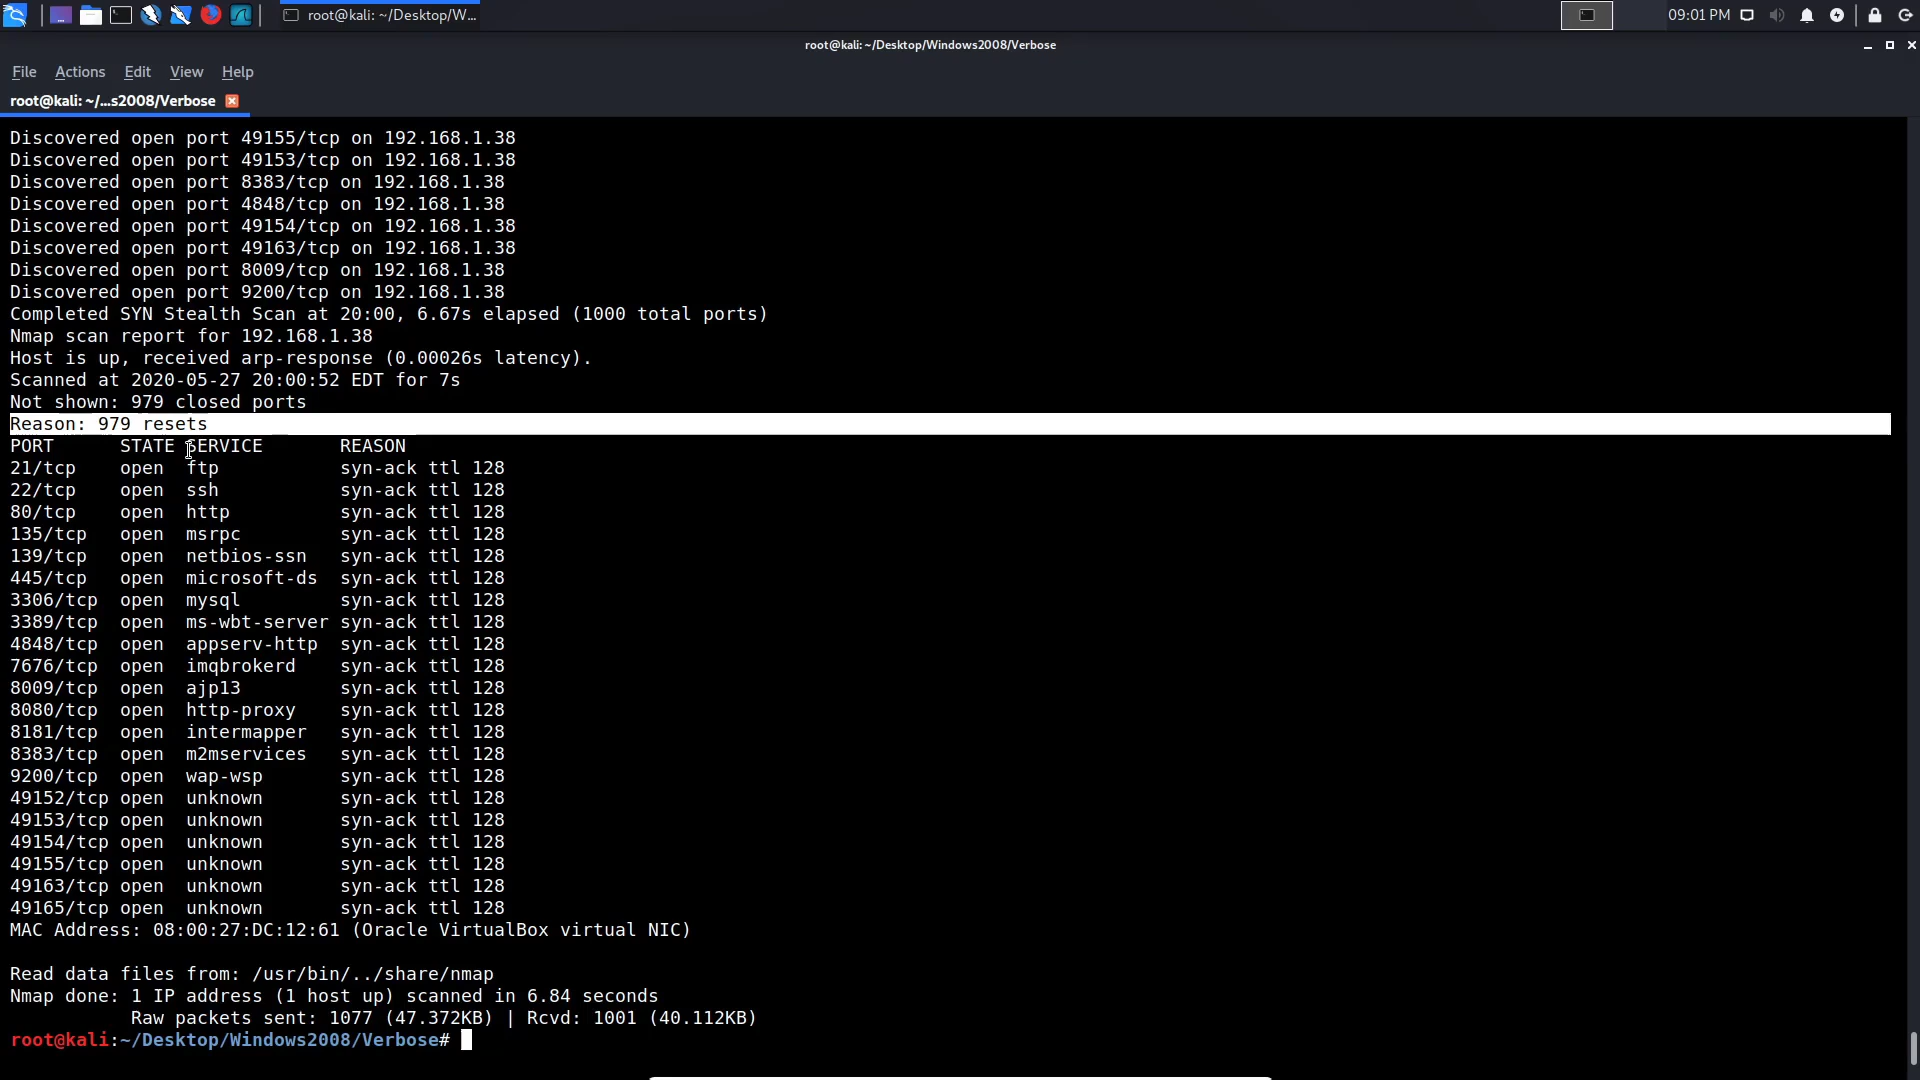 root@kali: ~/Desktop/W...
09:01 PM
root@kali: ~/Desktop/Windows2008/Verbose
File Actions Edit View Help
root@kali: ~/...s2008/Verbose
Discovered open port 49155/tcp on 192.168.1.38
Discovered open port 49153/tcp on 192.168.1.38
Discovered open port 8383/tcp on 192.168.1.38
Discovered open port 4848/tcp on 192.168.1.38
Discovered open port 49154/tcp on 192.168.1.38
Discovered open port 49163/tcp on 192.168.1.38
Discovered open port 8009/tcp on 192.168.1.38
Discovered open port 9200/tcp on 192.168.1.38
Completed SYN Stealth Scan at 20:00, 6.67s elapsed (1000 total ports)
Nmap scan report for 192.168.1.38
Host is up, received arp-response (0.00026s latency).
Scanned at 2020-05-27 20:00:52 EDT for 7s
Not shown: 979 closed ports
Reason: 979 resets
PORT STATE SERVICE REASON
21/tcp open ftp syn-ack ttl 128
22/tcp open ssh syn-ack ttl 128
80/tcp open http syn-ack ttl 128
135/tcp open msrpc syn-ack ttl 128
139/tcp open netbios-ssn syn-ack ttl 128
445/tcp open microsoft-ds syn-ack ttl 128
3306/tcp open mysql syn-ack ttl 128
3389/tcp open ms-wbt-server syn-ack ttl 128
4848/tcp open appserv-http syn-ack ttl 128
7676/tcp open imqbrokerd syn-ack ttl 128
8009/tcp open ajp13 syn-ack ttl 128
8080/tcp open http-proxy syn-ack ttl 128
8181/tcp open intermapper syn-ack ttl 128
8383/tcp open m2mservices syn-ack ttl 128
9200/tcp open wap-wsp syn-ack ttl 128
49152/tcp open unknown syn-ack ttl 128
49153/tcp open unknown syn-ack ttl 128
49154/tcp open unknown syn-ack ttl 128
49155/tcp open unknown syn-ack ttl 128
49163/tcp open unknown syn-ack ttl 128
49165/tcp open unknown syn-ack ttl 128
MAC Address: 08:00:27:DC:12:61 (Oracle VirtualBox virtual NIC)
Read data files from: /usr/bin/../share/nmap
Nmap done: 1 IP address (1 host up) scanned in 6.84 seconds
Raw packets sent: 1077 (47.372KB) | Rcvd: 1001 (40.112KB)
root@kali:~/Desktop/Windows2008/Verbose#